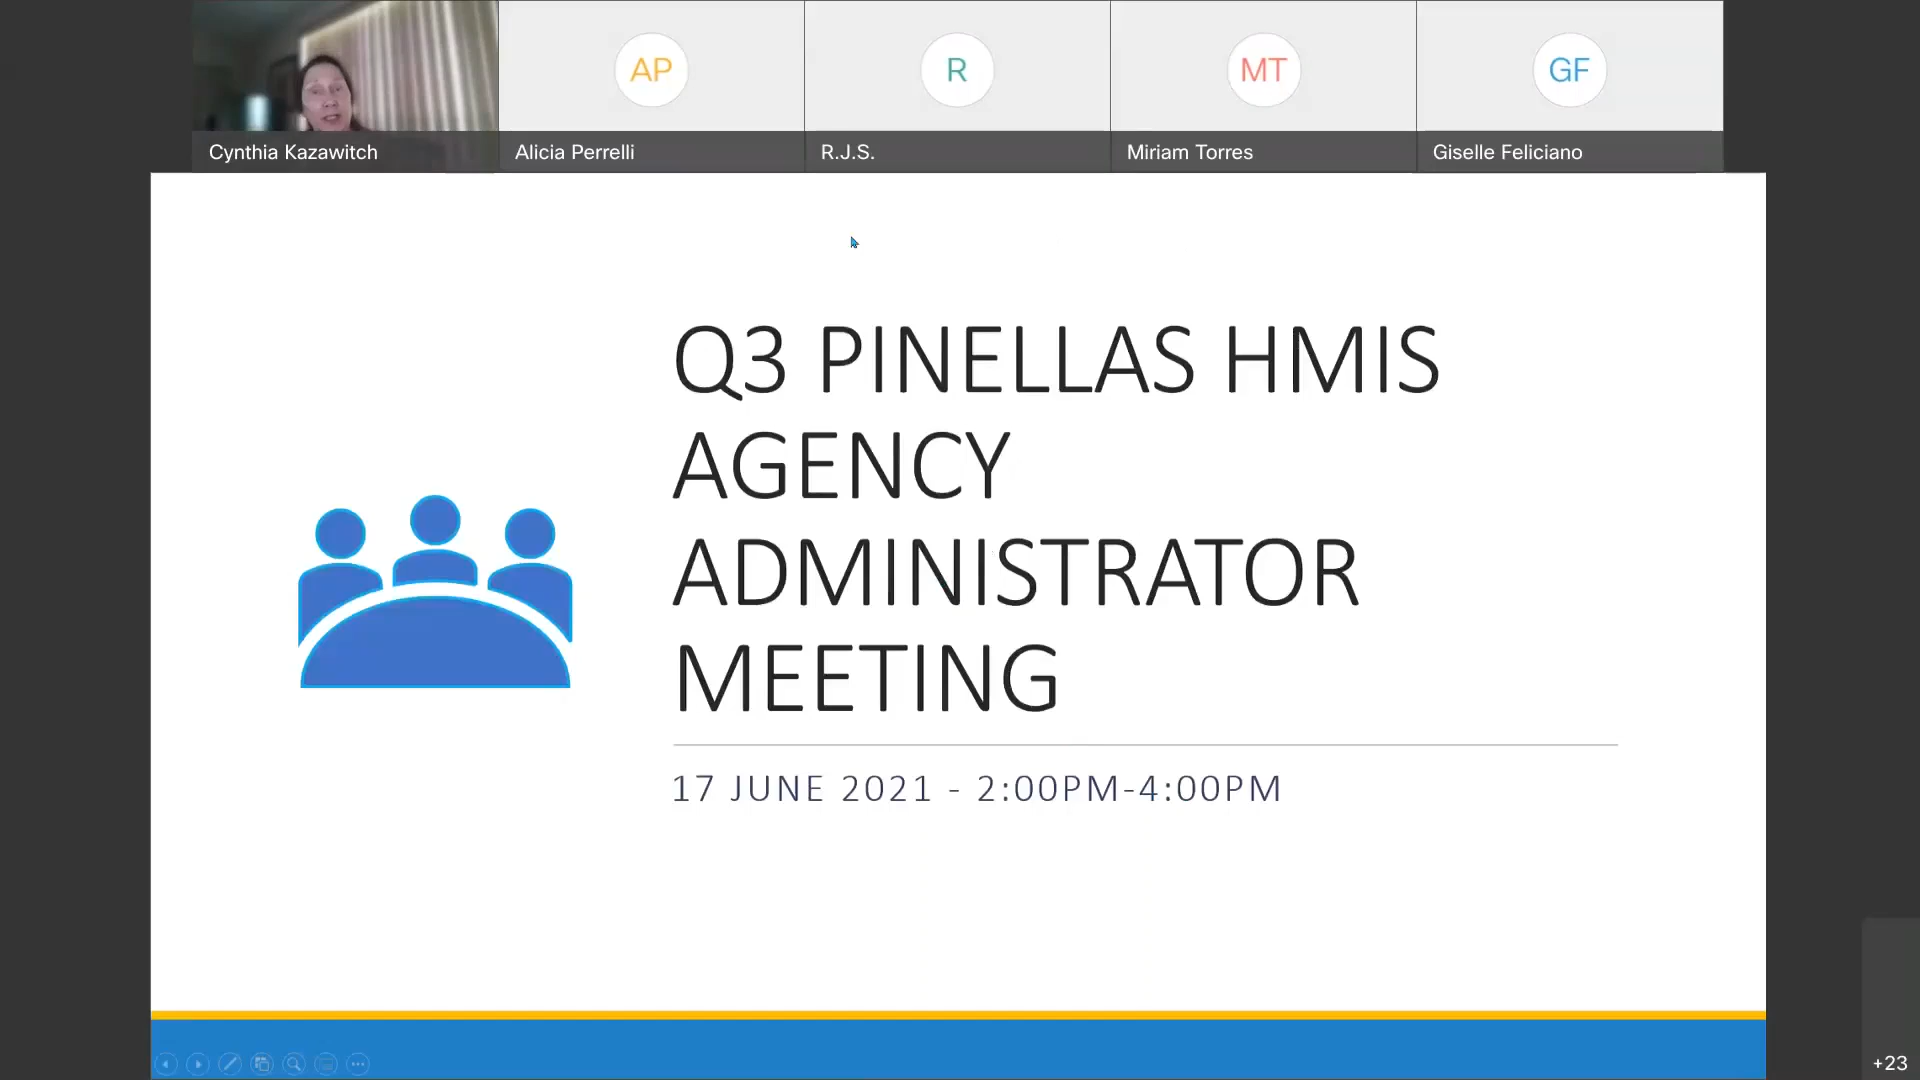 AP
R
MT
GF
Cynthia Kazawitch
Alicia Perrelli
R.J.S.
Miriam Torres
Giselle Feliciano
Q3 PINELLAS HMIS
AGENCY
ADMINISTRATOR
MEETING
17 JUNE 2021 - 2:00PM-4:00PM
+23